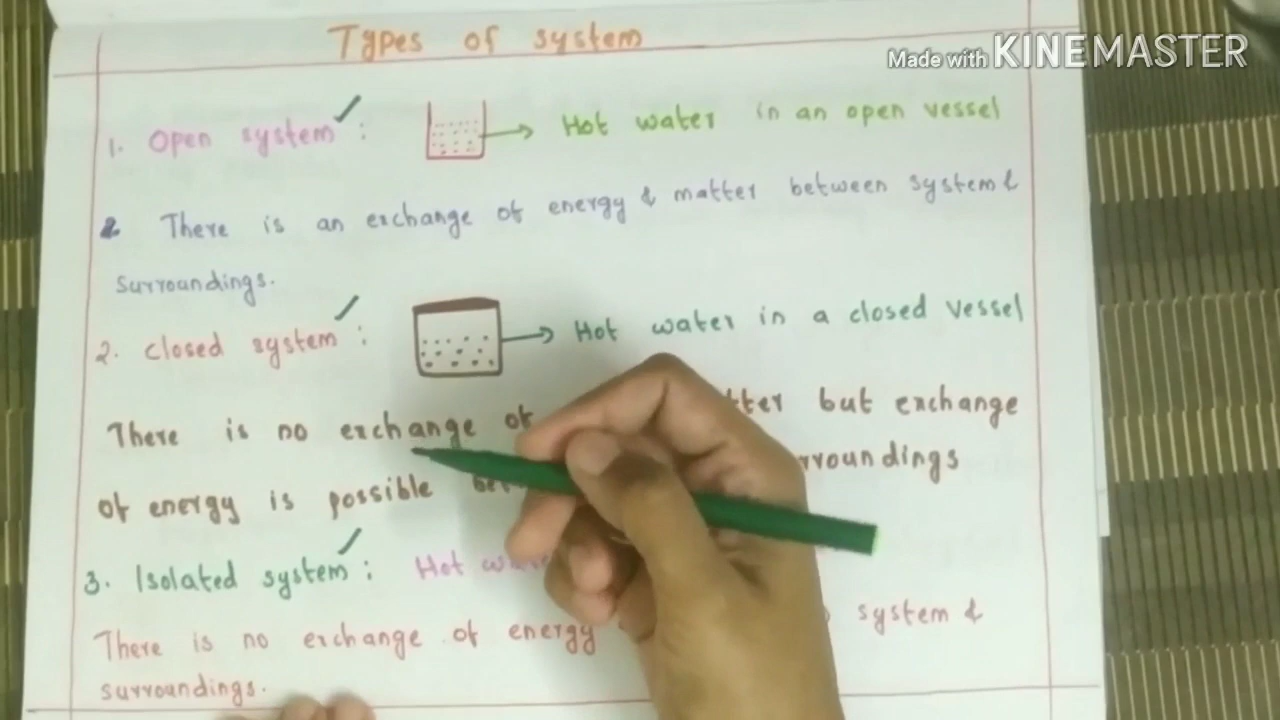 Types of system
Made with KINEMASTER
1. Open system : Hot water in an open vessel
There is an exchange of energy & matter between system &
surroundings.
2. Closed system : Hot water in a closed vessel
There is no exchange of but exchange
of energy is possible
3. Isolated system : Hot
There is no exchange of energy system &
surroundings.